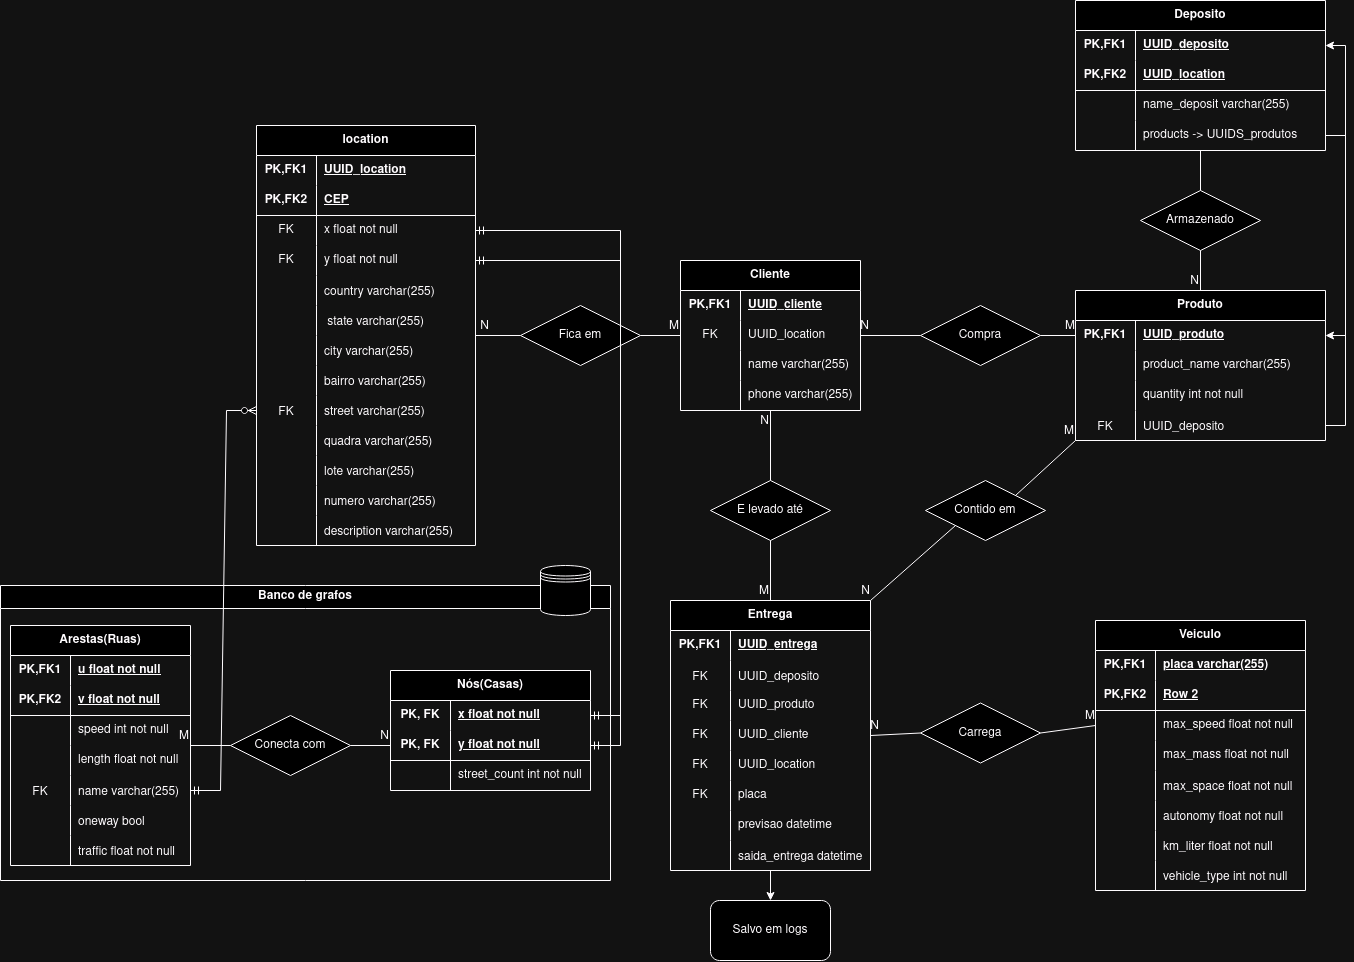 Deposito
PK,FK1 UUID_deposito
PK,FK2 UUID_location
name_deposit varchar(255)
products -> UUIDS_produtos
location
PK,FK1 UUID_location
PK,FK2 CEP
FK x float not null
FK y float not null
country varchar(255)
state varchar(255)
city varchar(255)
bairro varchar(255)
FK street varchar(255)
quadra varchar(255)
lote varchar(255)
numero varchar(255)
description varchar(255)
N
Fica em
M
Cliente
PK,FK1 UUID_cliente
FK UUID_location
name varchar(255)
phone varchar(255)
N
Compra
M
Armazenado
N
Produto
PK,FK1 UUID_produto
product_name varchar(255)
quantity int not null
FK UUID_deposito
N
E levado até
M
M
Contido em
N
Banco de grafos
Arestas(Ruas)
PK,FK1 u float not null
PK,FK2 v float not null
speed int not null
length float not null
FK name varchar(255)
oneway bool
traffic float not null
M
Conecta com
N
Nós(Casas)
PK, FK x float not null
PK, FK y float not null
street_count int not null
Entrega
PK,FK1 UUID_entrega
FK UUID_deposito
FK UUID_produto
FK UUID_cliente
FK UUID_location
FK placa
previsao datetime
saida_entrega datetime
N
Carrega
M
Veiculo
PK,FK1 placa varchar(255)
PK,FK2 Row 2
max_speed float not null
max_mass float not null
max_space float not null
autonomy float not null
km_liter float not null
vehicle_type int not null
Salvo em logs